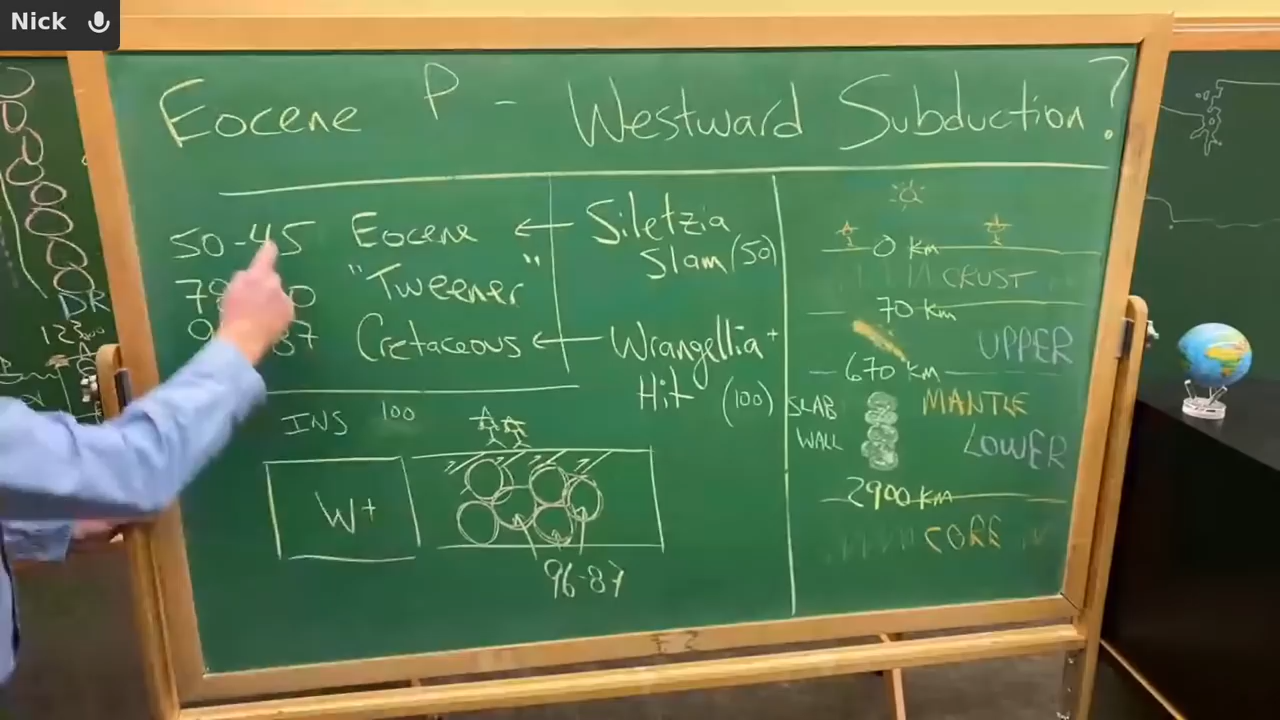 Nick
Eocene P - Westward Subduction?
50-45 Eocene ← Siletzia
Slam (50)
"Tweener"
Cretaceous ← Wrangellia+
Hit (100)
INS 100
W+
96-87
0 km
CRUST
70 km
UPPER
670 km
SLAB
WALL
MANTLE
LOWER
2900 km
CORE
DR